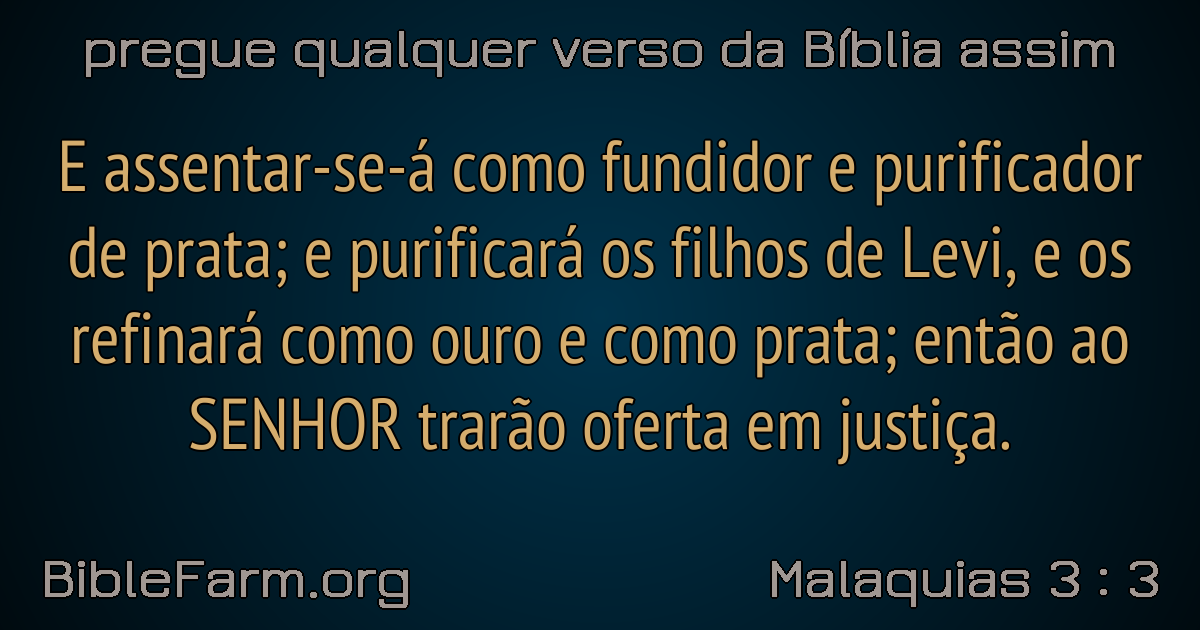 pregue qualquer verso da Bíblia assim
E assentar-se-á como fundidor e purificador
de prata; e purificará os filhos de Levi, e os
refinará como ouro e como prata; então ao
SENHOR trarão oferta em justiça.
BibleFarm.org
Malaquias 3 : 3